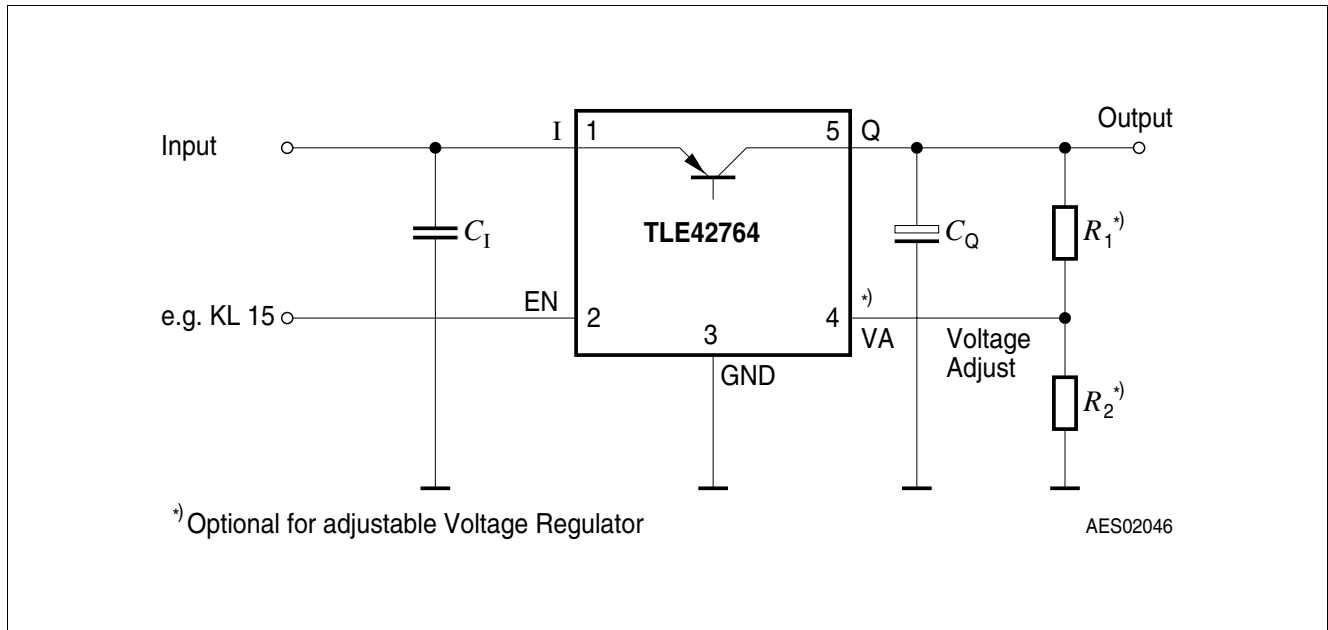 Output
Input
I
1
5
Q
TLE42764
C_I
C_Q
R_1*)
e.g. KL 15
EN
2
3
GND
4
*)
VA
Voltage
Adjust
R_2*)
*) Optional for adjustable Voltage Regulator
AES02046